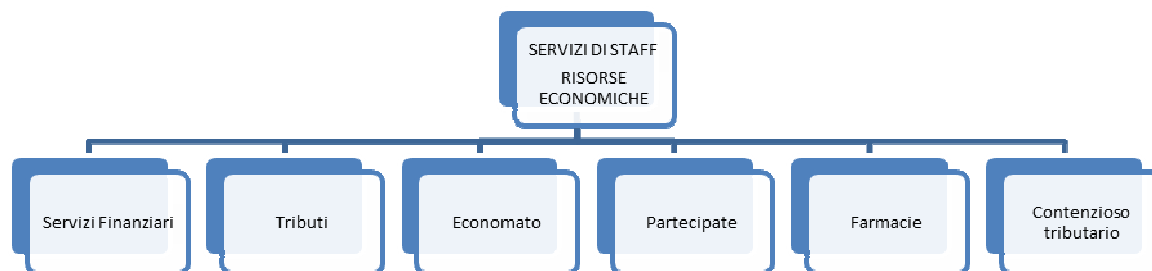 SERVIZI DI STAFF
RISORSE
ECONOMICHE
Servizi Finanziari
Tributi
Economato
Partecipate
Farmacie
Contenzioso
tributario